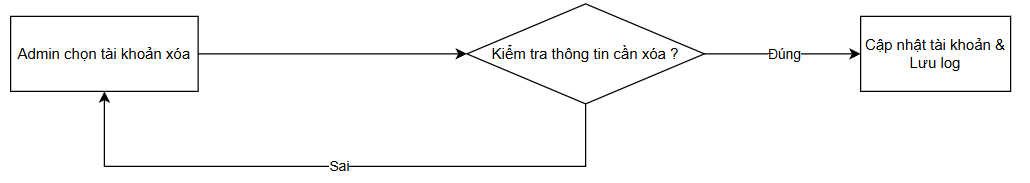 Admin chọn tài khoản xóa
Kiểm tra thông tin cần xóa ?
Đúng
Cập nhật tài khoản &
Lưu log
Sai